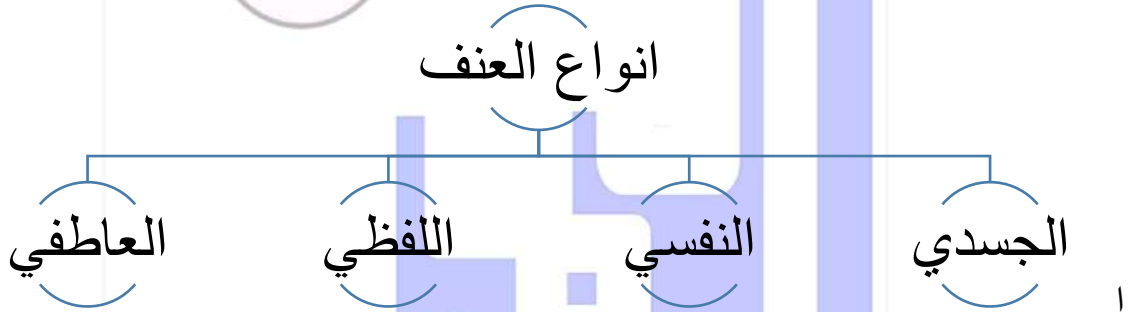 انواع العنف
الجسدي
النفسي
اللفظي
العاطفي
ا